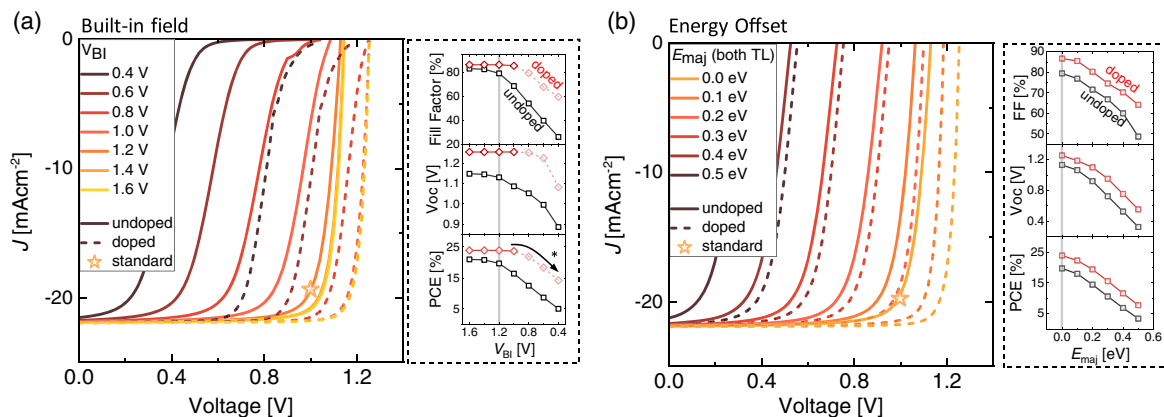 (a)
Built-in field
V_BI
0.4 V
0.6 V
0.8 V
1.0 V
1.2 V
1.4 V
1.6 V
undoped
doped
standard
0
-10
-20
J [mAcm⁻²]
0.0 0.4 0.8 1.2
Voltage [V]
Fill Factor [%]
80
60
40
20
doped
undoped
Voc [V]
1.2
1.1
1.0
0.9
PCE [%]
25
15
5
*
1.6 1.4 1.2 1.0 0.8 0.6 0.4
V_BI [V]
(b)
Energy Offset
E_maj (both TL)
0.0 eV
0.1 eV
0.2 eV
0.3 eV
0.4 eV
0.5 eV
undoped
doped
standard
0
-10
-20
J [mAcm⁻²]
0.0 0.4 0.8 1.2
Voltage [V]
FF [%]
90
80
70
60
50
doped
undoped
Voc [V]
1.2
0.8
0.4
PCE [%]
25
15
5
0.0 0.2 0.4 0.6
E_maj [eV]